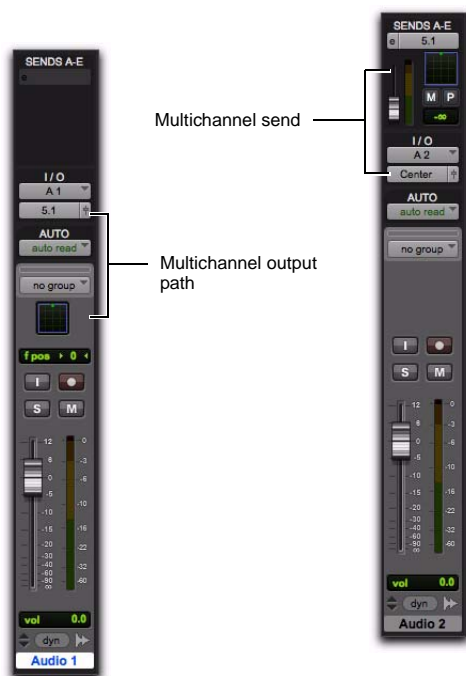 SENDS A-E
e
I / O
A 1
5.1
AUTO
auto read
no group
f pos 0
I
S M
12 0
6 -3
0 -6
-5
-10 -10
-15 -16
-20 -22
-30
-40 -32
-60
-90 -60
∞
vol 0.0
dyn
Audio 1
Multichannel send
Multichannel output
path
SENDS A-E
e 5.1
M P
-∞
I / O
A 2
Center
AUTO
auto read
no group
I
S M
12 0
6 -3
0 -6
-5
-10 -10
-15 -16
-20 -22
-30
-40 -32
-60
-90 -60
∞
vol 0.0
dyn
Audio 2